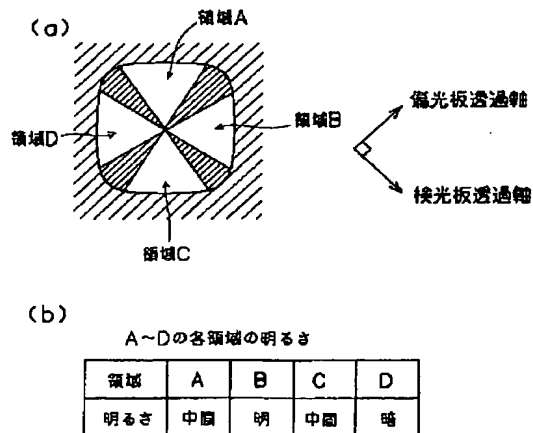 (a)
領域A
領域B
領域D
領域C
偏光板透過軸
検光板透過軸
(b)
A~Dの各領域の明るさ
領域 A B C D
明るさ 中間 明 中間 暗